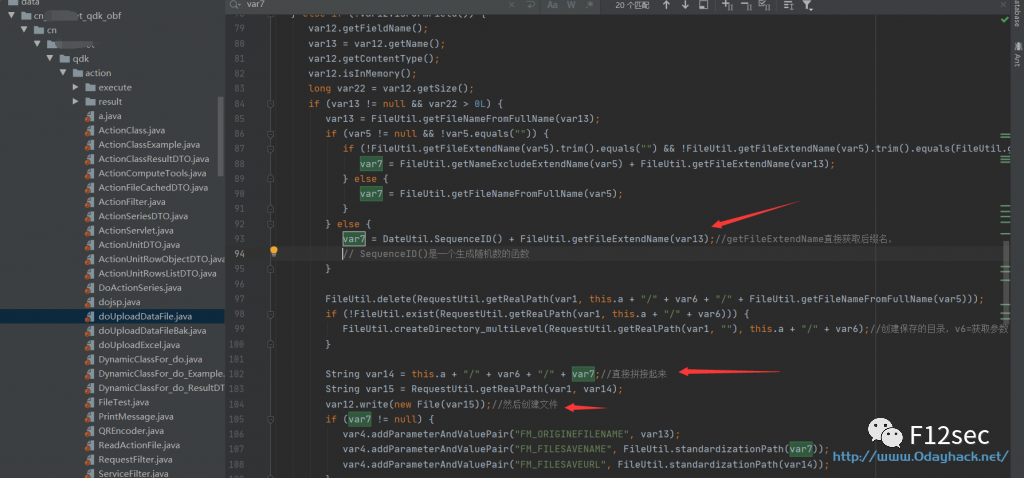 data
cn_ t_qdk_obf
cn
qdk
action
execute
result
a.java
ActionClass.java
ActionClassExample.java
ActionClassResultDTO.java
ActionComputeTools.java
ActionFileCachedDTO.java
ActionFilter.java
ActionSeriesDTO.java
ActionServlet.java
ActionUnitDTO.java
ActionUnitRowObjectDTO.java
ActionUnitRowsListDTO.java
DoActionSeries.java
dojsp.java
doUploadDataFile.java
doUploadDataFileBak.java
doUploadExcel.java
DynamicClassFor_do.java
DynamicClassFor_do_Example
DynamicClassFor_do_ResultDT
FileTest.java
PrintMessage.java
QREncoder.java
ReadActionFile.java
RequestFilter.java
ServiceFilter.java
var7
Aa W .* 20 个匹配
79 var12.getFieldName();
80 var13 = var12.getName();
81 var12.getContentType();
82 var12.isInMemory();
83 long var22 = var12.getSize();
84 if (var13 != null && var22 > 0L) {
85 var13 = FileUtil.getFileNameFromFullName(var13);
86 if (var5 != null && !var5.equals("")) {
87 if (!FileUtil.getFileExtendName(var5).trim().equals("") && !FileUtil.getFileExtendName(var5).trim().equals(FileUtil.g
88 var7 = FileUtil.getNameExcludeExtendName(var5) + FileUtil.getFileExtendName(var13);
89 } else {
90 var7 = FileUtil.getFileNameFromFullName(var5);
91 }
92 } else {
93 var7 = DateUtil.SequenceID() + FileUtil.getFileExtendName(var13);//getFileExtendName直接获取后缀名,
94 // SequenceID()是一个生成随机数的函数
95 }
96
97 FileUtil.delete(RequestUtil.getRealPath(var1, this.a + "/" + var6 + "/" + FileUtil.getFileNameFromFullName(var5)));
98 if (!FileUtil.exist(RequestUtil.getRealPath(var1, this.a + "/" + var6))) {
99 FileUtil.createDirectory_multiLevel(RequestUtil.getRealPath(var1, ""), this.a + "/" + var6);//创建保存的目录, v6=获取参数
100 }
101
102 String var14 = this.a + "/" + var6 + "/" + var7;//直接拼接起来
103 String var15 = RequestUtil.getRealPath(var1, var14);
104 var12.write(new File(var15));//然后创建文件
105 if (var7 != null) {
106 var4.addParameterAndValuePair("FM_ORIGINEFILENAME", var13);
107 var4.addParameterAndValuePair("FM_FILESAVENAME", FileUtil.standardizationPath(var7));
108 var4.addParameterAndValuePair("FM_FILESAVEURL", FileUtil.standardizationPath(var14));
Ant
F12sec
http://www.0dayhack.net/